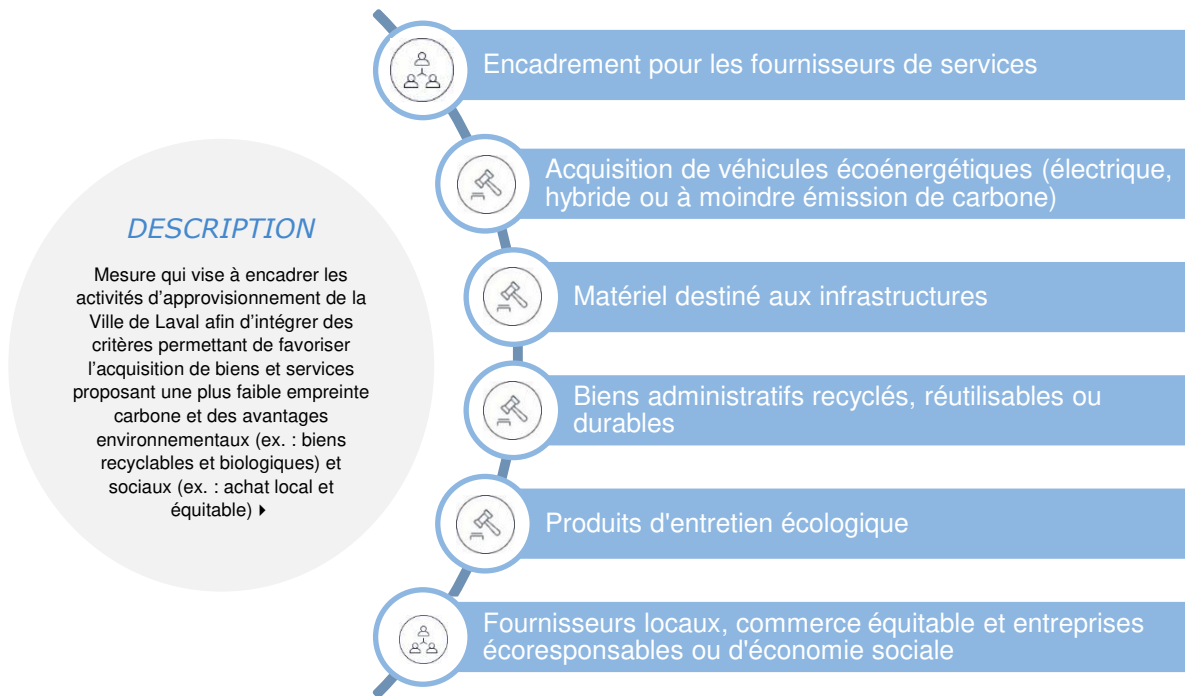 DESCRIPTION
Mesure qui vise à encadrer les
activités d'approvisionnement de la
Ville de Laval afin d'intégrer des
critères permettant de favoriser
l'acquisition de biens et services
proposant une plus faible empreinte
carbone et des avantages
environnementaux (ex. : biens
recyclables et biologiques) et
sociaux (ex. : achat local et
équitable)
Encadrement pour les fournisseurs de services
Acquisition de véhicules écoénergétiques (électrique,
hybride ou à moindre émission de carbone)
Matériel destiné aux infrastructures
Biens administratifs recyclés, réutilisables ou
durables
Produits d'entretien écologique
Fournisseurs locaux, commerce équitable et entreprises
écoresponsables ou d'économie sociale